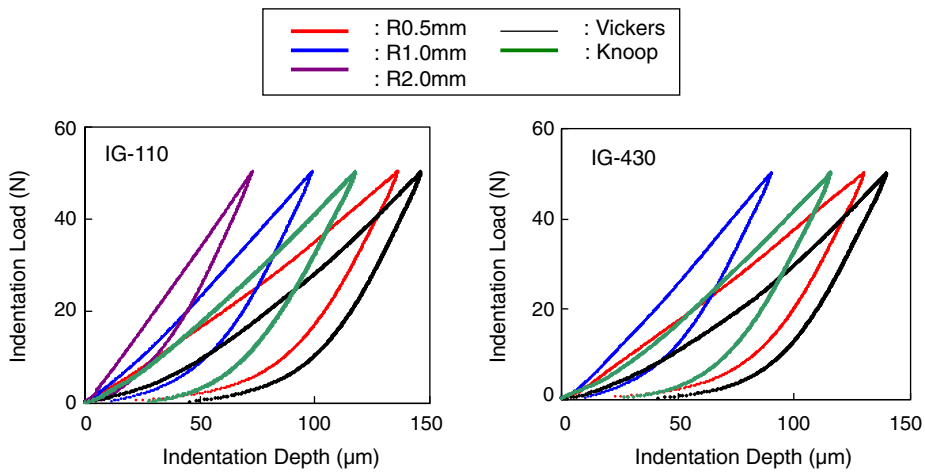 : R0.5mm
: R1.0mm
: R2.0mm
: Vickers
: Knoop
IG-110
Indentation Load (N)
60
40
20
0
0 50 100 150
Indentation Depth (μm)
IG-430
Indentation Load (N)
60
40
20
0
0 50 100 150
Indentation Depth (μm)